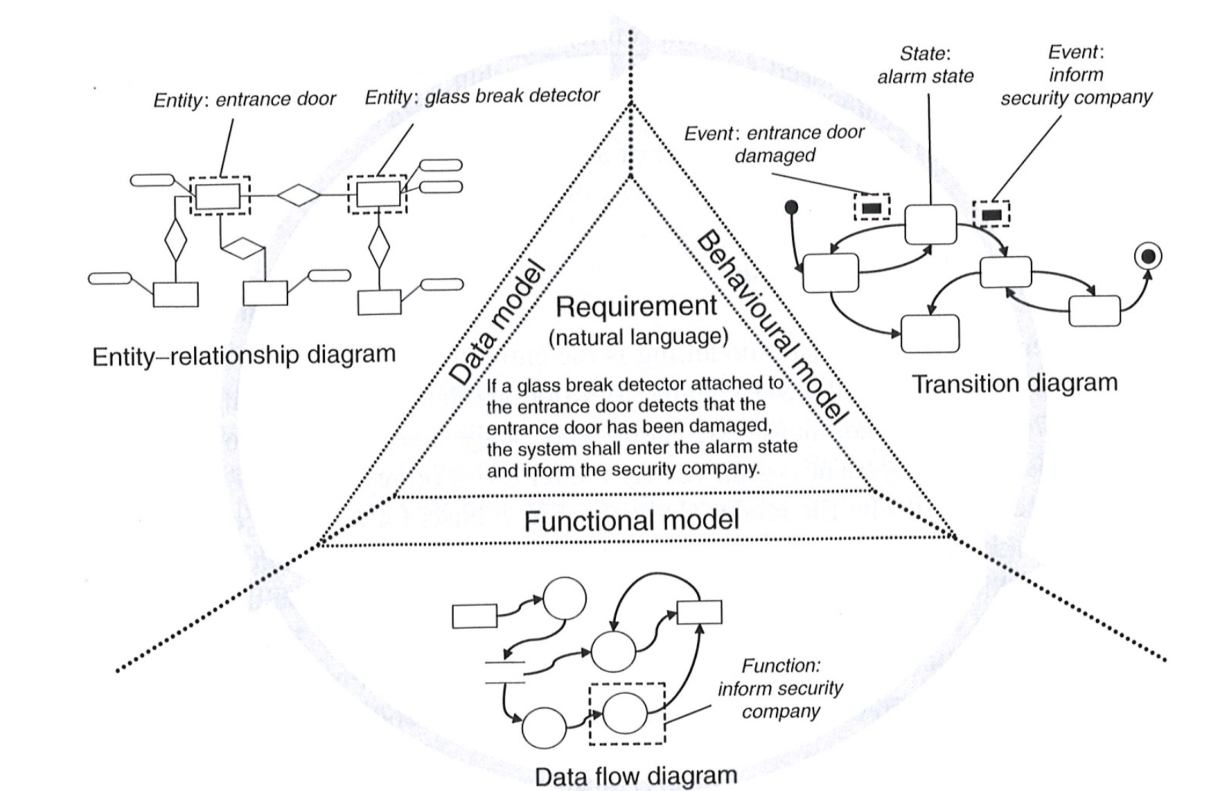 Entity: entrance door
Entity: glass break detector
Entity–relationship diagram
State:
alarm state
Event:
inform
security company
Event: entrance door
damaged
Transition diagram
Data model
Behavioural model
Requirement
(natural language)
If a glass break detector attached to
the entrance door detects that the
entrance door has been damaged,
the system shall enter the alarm state
and inform the security company.
Functional model
Function:
inform security
company
Data flow diagram